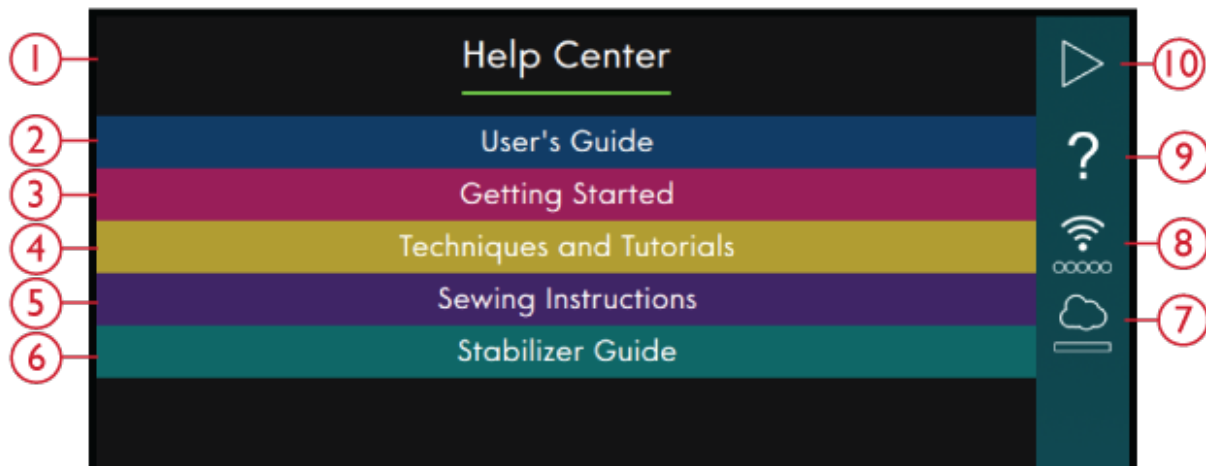 1 Help Center 10
2 User's Guide
? 9
3 Getting Started
4 Techniques and Tutorials 8
5 Sewing Instructions
7
6 Stabilizer Guide